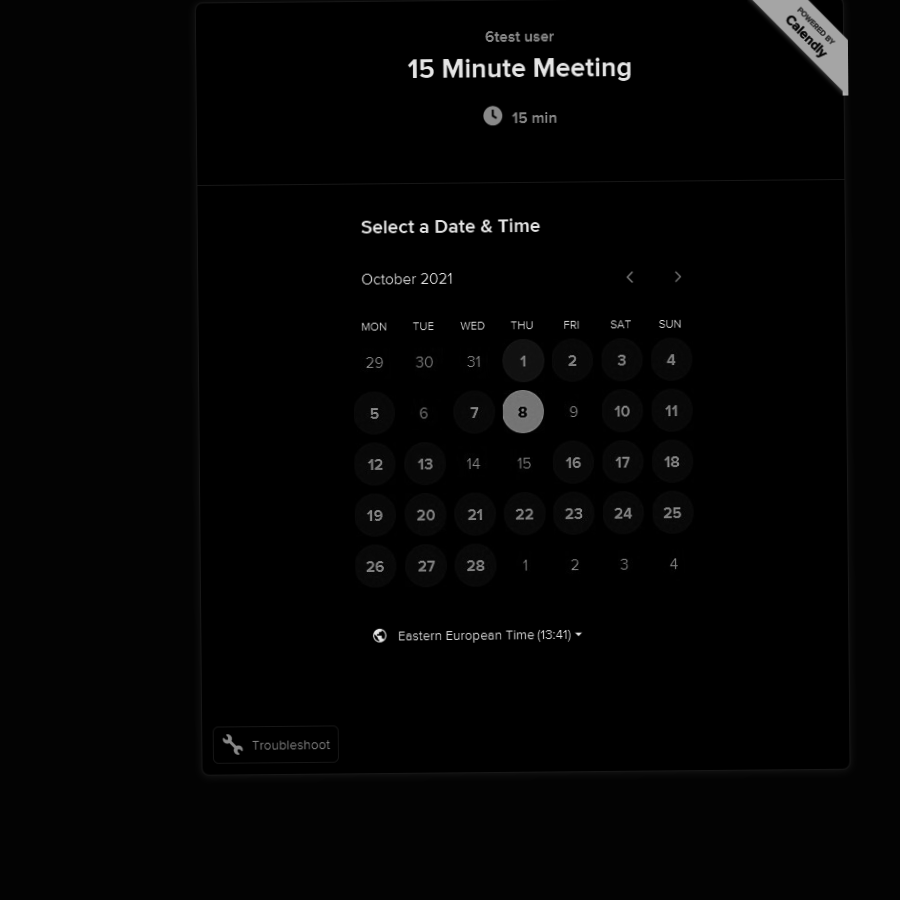 POWERED BY
Calendly
6test user
15 Minute Meeting
15 min
Select a Date & Time
October 2021
MON TUE WED THU FRI SAT SUN
29 30 31 1 2 3 4
5 6 7 8 9 10 11
12 13 14 15 16 17 18
19 20 21 22 23 24 25
26 27 28 1 2 3 4
Eastern European Time (13:41)
Troubleshoot